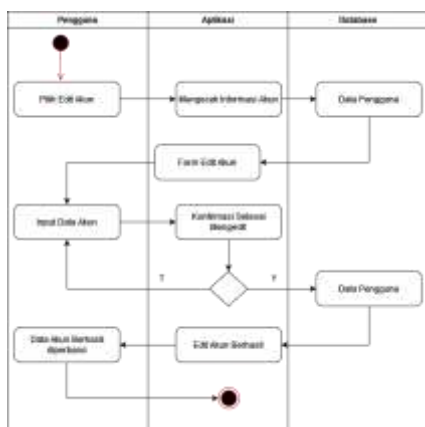 Pengguna
Aplikasi
Database
Pilih Edit Akun
Mengecek Informasi Akun
Data Pengguna
Form Edit Akun
Input Data Akun
Konfirmasi Selesai
Mengedit
T
Y
Data Pengguna
Data Akun Berhasil
diperbarui
Edit Akun Berhasil